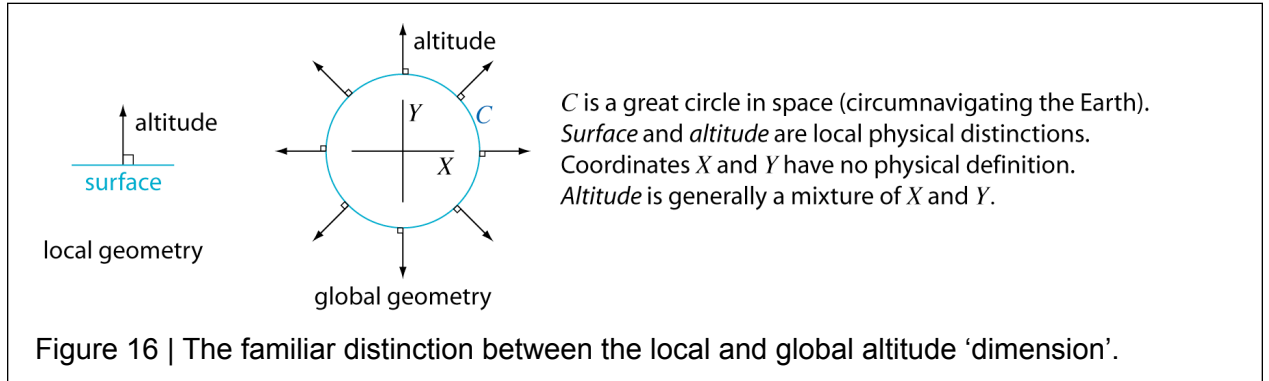 altitude
surface
local geometry
altitude
Y
C
X
global geometry
C is a great circle in space (circumnavigating the Earth).
Surface and altitude are local physical distinctions.
Coordinates X and Y have no physical definition.
Altitude is generally a mixture of X and Y.
Figure 16 | The familiar distinction between the local and global altitude ‘dimension’.